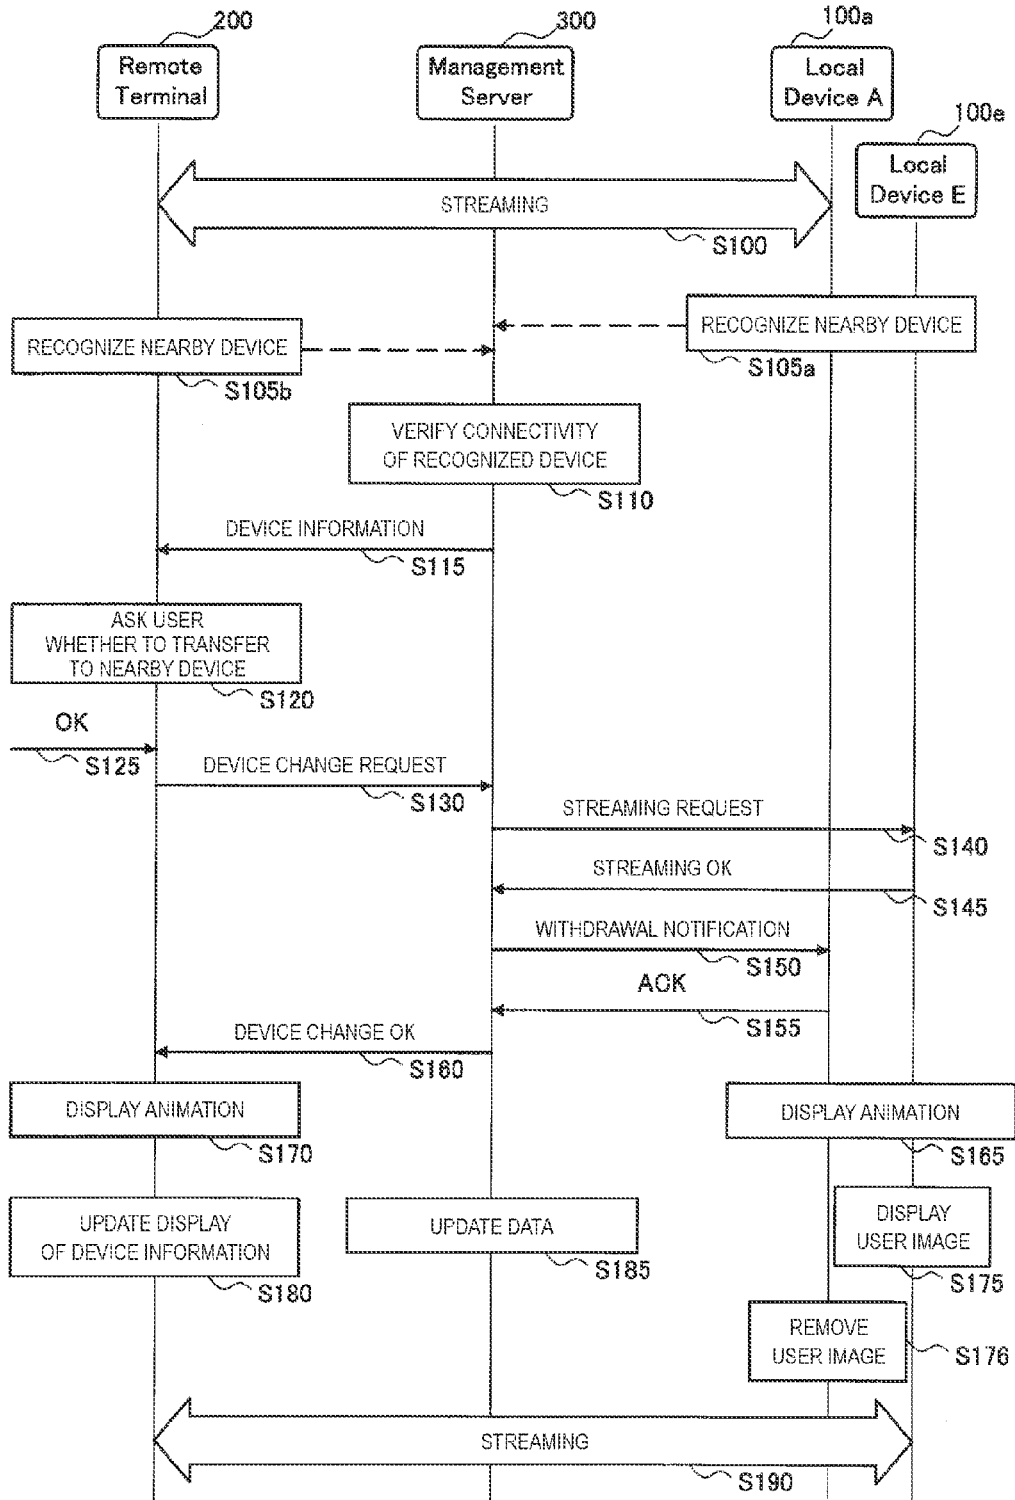 200
300
100a
Remote
Terminal
Management
Server
Local
Device A
100e
Local
Device E
STREAMING
S100
RECOGNIZE NEARBY DEVICE
S105a
RECOGNIZE NEARBY DEVICE
S105b
VERIFY CONNECTIVITY
OF RECOGNIZED DEVICE
S110
DEVICE INFORMATION
S115
ASK USER
WHETHER TO TRANSFER
TO NEARBY DEVICE
S120
OK
S125
DEVICE CHANGE REQUEST
S130
STREAMING REQUEST
S140
STREAMING OK
S145
WITHDRAWAL NOTIFICATION
S150
ACK
S155
DEVICE CHANGE OK
S160
DISPLAY ANIMATION
S170
DISPLAY ANIMATION
S165
UPDATE DISPLAY
OF DEVICE INFORMATION
S180
UPDATE DATA
S185
DISPLAY
USER IMAGE
S175
REMOVE
USER IMAGE
S176
STREAMING
S190